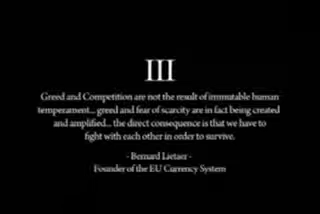 III
Greed and Competition are not the result of immutable human
temperament... greed and fear of scarcity are in fact being created
and amplified... the direct consequence is that we have to
fight with each other in order to survive.
- Bernard Lietaer -
Founder of the EU Currency System